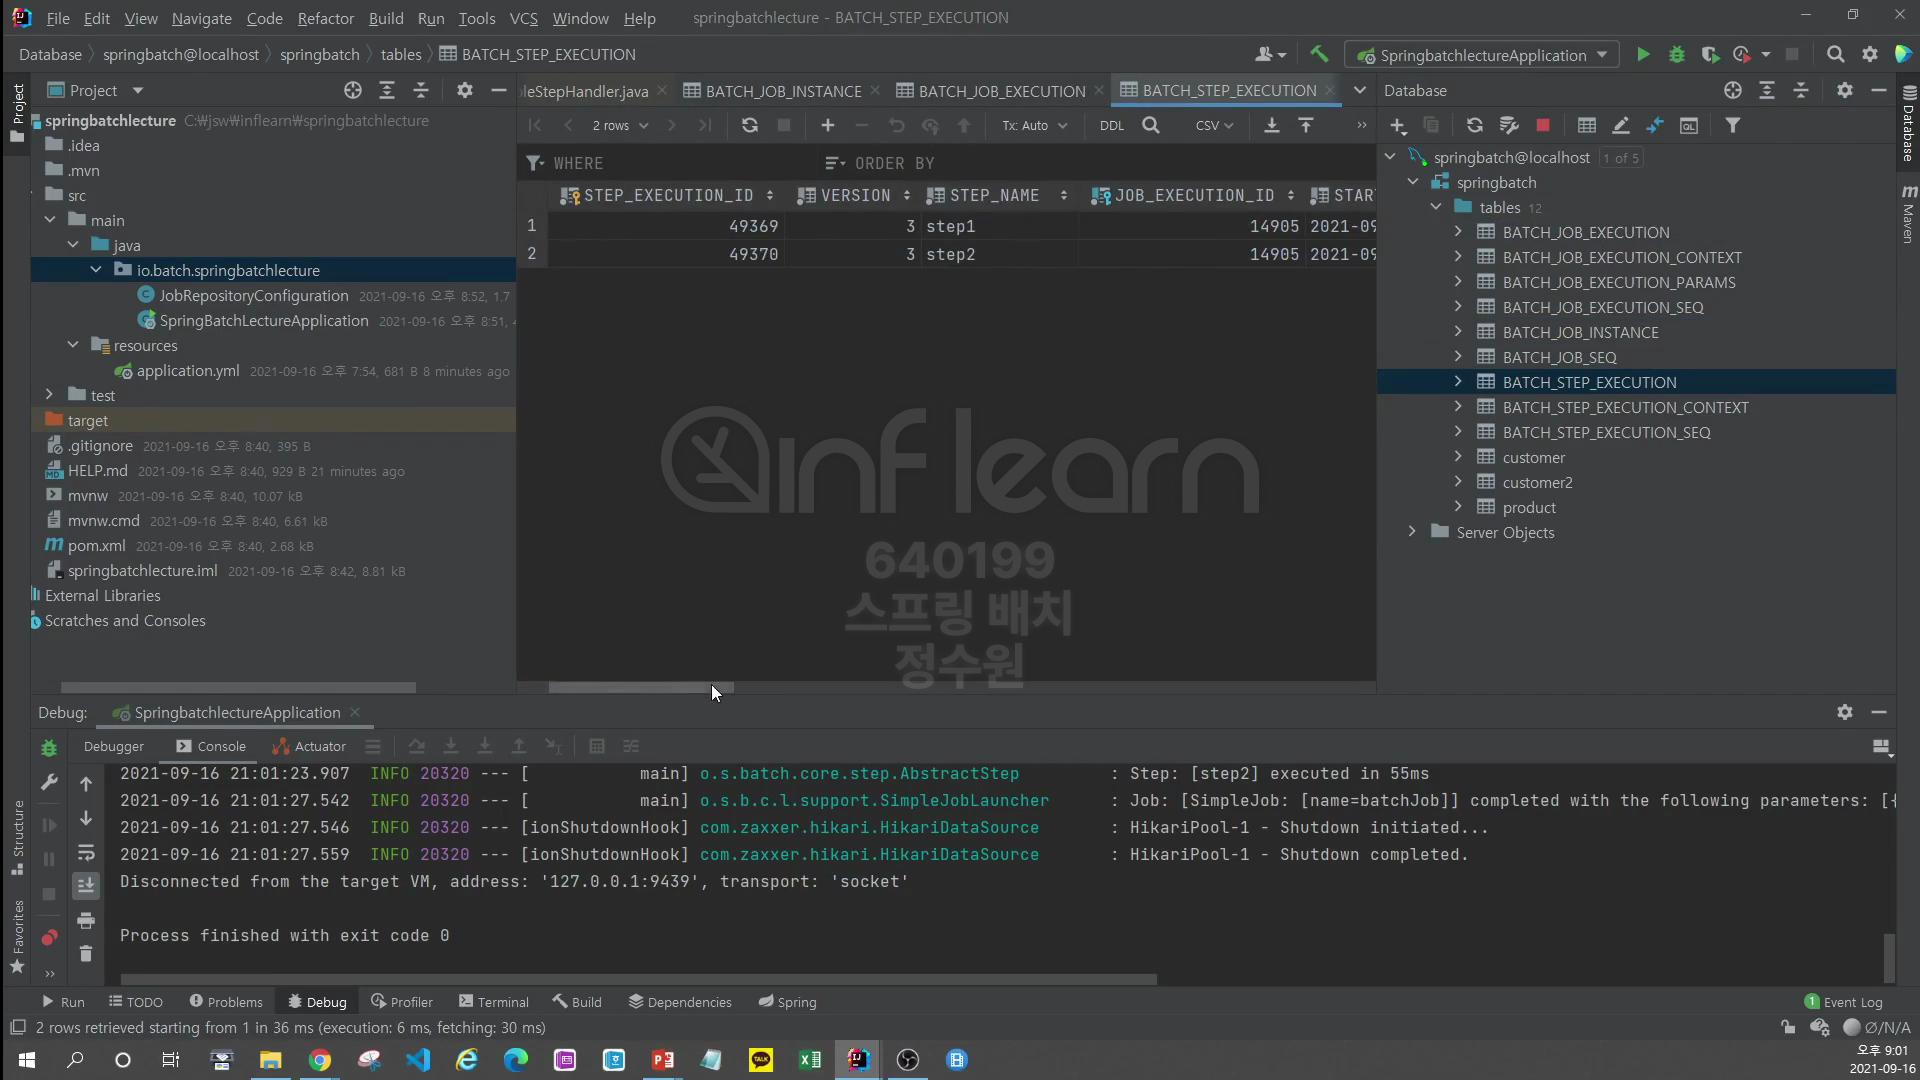 File Edit View Navigate Code Refactor Build Run Tools VCS Window Help springbatchlecture - BATCH_STEP_EXECUTION
Database springbatch@localhost springbatch tables BATCH_STEP_EXECUTION SpringbatchlectureApplication
Project
leStepHandler.java BATCH_JOB_INSTANCE BATCH_JOB_EXECUTION BATCH_STEP_EXECUTION
Database
springbatchlecture C:\jsw\inflearn\springbatchlecture
.idea
.mvn
src
main
java
io.batch.springbatchlecture
JobRepositoryConfiguration 2021-09-16 오후 8:52, 1.7
SpringBatchLectureApplication 2021-09-16 오후 8:51, 4
resources
application.yml 2021-09-16 오후 7:54, 681 B 8 minutes ago
test
target
.gitignore 2021-09-16 오후 8:40, 395 B
HELP.md 2021-09-16 오후 8:40, 929 B 21 minutes ago
mvnw 2021-09-16 오후 8:40, 10.07 kB
mvnw.cmd 2021-09-16 오후 8:40, 6.61 kB
pom.xml 2021-09-16 오후 8:40, 2.68 kB
springbatchlecture.iml 2021-09-16 오후 8:42, 8.81 kB
External Libraries
Scratches and Consoles
2 rows Tx: Auto DDL CSV
WHERE ORDER BY
STEP_EXECUTION_ID VERSION STEP_NAME JOB_EXECUTION_ID STAR
1 49369 3 step1 14905 2021-09
2 49370 3 step2 14905 2021-09
inflearn
640199
스프링 배치
정수원
springbatch@localhost 1 of 5
springbatch
tables 12
BATCH_JOB_EXECUTION
BATCH_JOB_EXECUTION_CONTEXT
BATCH_JOB_EXECUTION_PARAMS
BATCH_JOB_EXECUTION_SEQ
BATCH_JOB_INSTANCE
BATCH_JOB_SEQ
BATCH_STEP_EXECUTION
BATCH_STEP_EXECUTION_CONTEXT
BATCH_STEP_EXECUTION_SEQ
customer
customer2
product
Server Objects
Database
Maven
Project
Structure
Favorites
Debug: SpringbatchlectureApplication
Debugger Console Actuator
2021-09-16 21:01:23.907 INFO 20320 --- [ main] o.s.batch.core.step.AbstractStep : Step: [step2] executed in 55ms
2021-09-16 21:01:27.542 INFO 20320 --- [ main] o.s.b.c.l.support.SimpleJobLauncher : Job: [SimpleJob: [name=batchJob]] completed with the following parameters: [{
2021-09-16 21:01:27.546 INFO 20320 --- [ionShutdownHook] com.zaxxer.hikari.HikariDataSource : HikariPool-1 - Shutdown initiated...
2021-09-16 21:01:27.559 INFO 20320 --- [ionShutdownHook] com.zaxxer.hikari.HikariDataSource : HikariPool-1 - Shutdown completed.
Disconnected from the target VM, address: '127.0.0.1:9439', transport: 'socket'
Process finished with exit code 0
Run TODO Problems Debug Profiler Terminal Build Dependencies Spring 1 Event Log
2 rows retrieved starting from 1 in 36 ms (execution: 6 ms, fetching: 30 ms) Ø/N/A
오후 9:01
2021-09-16